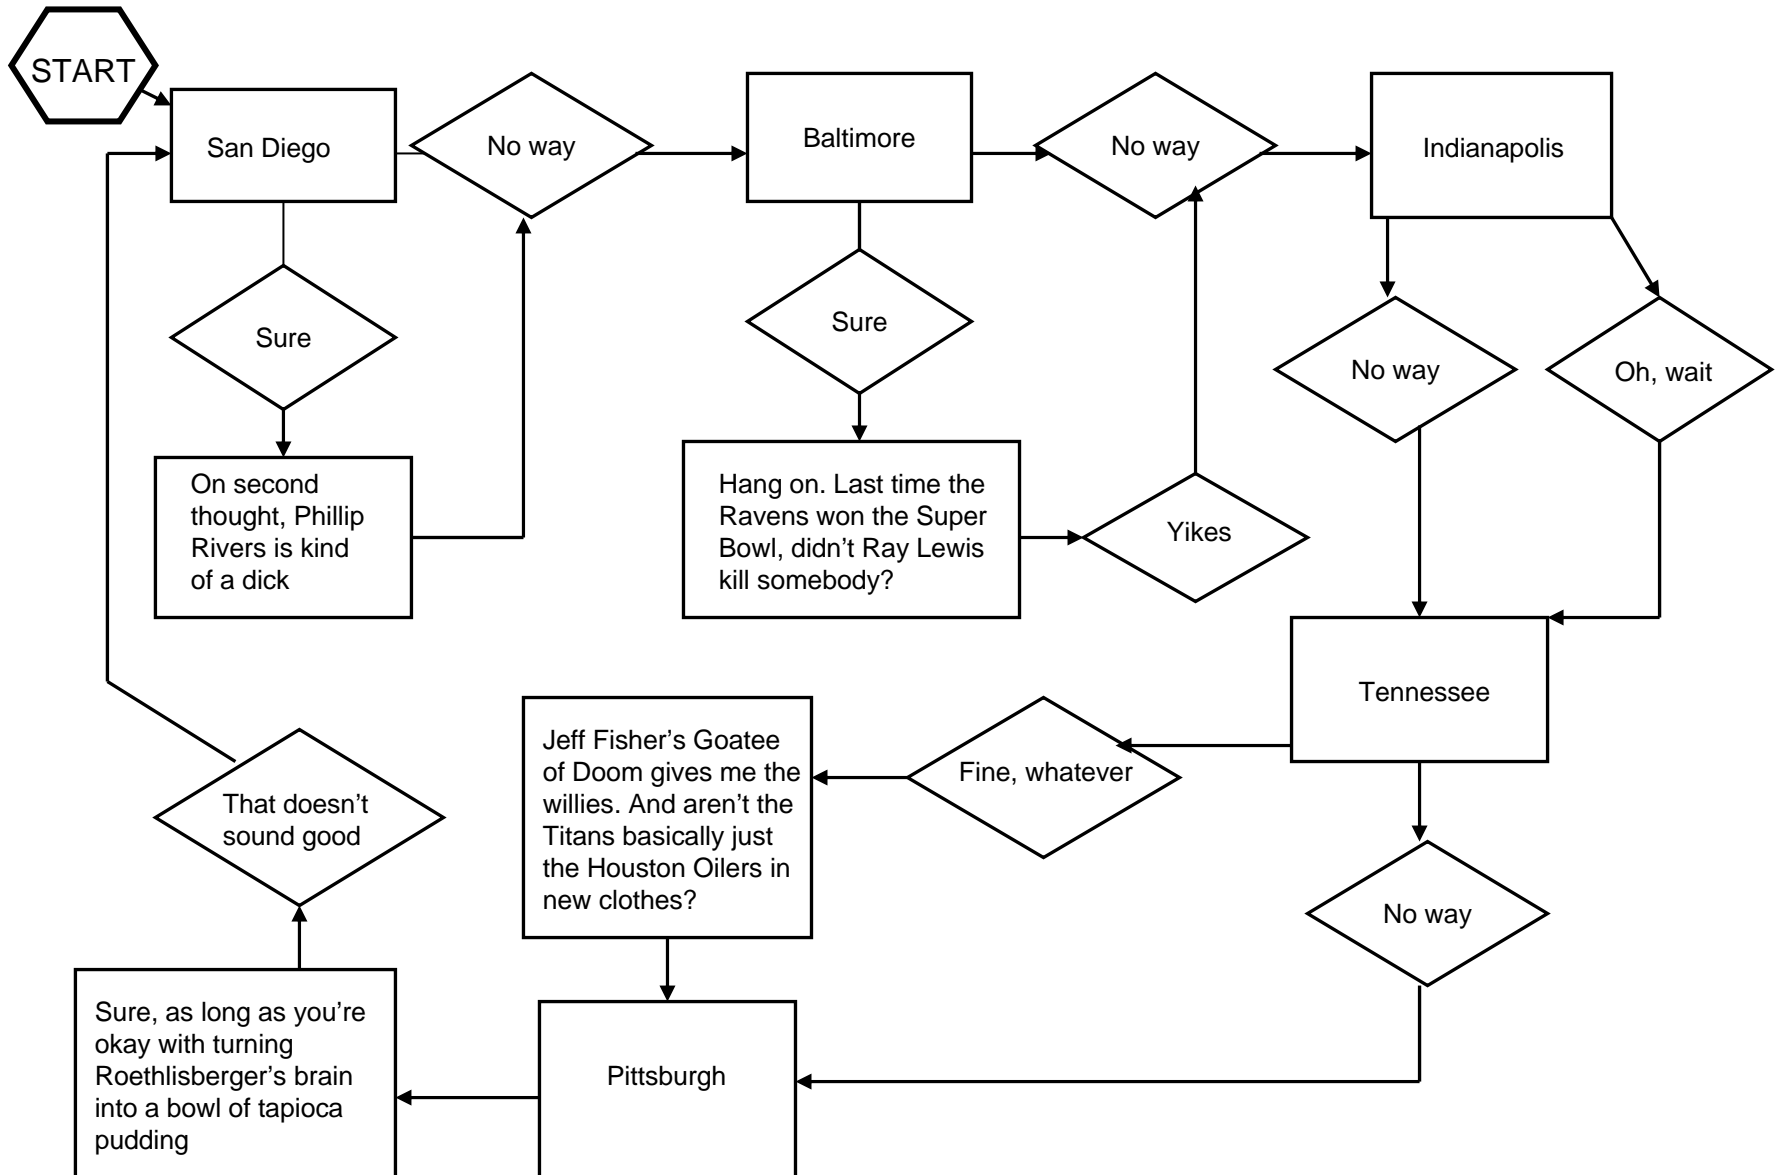 START
San Diego
No way
Baltimore
No way
Indianapolis
Sure
Sure
No way
Oh, wait
On second
thought, Phillip
Rivers is kind
of a dick
Hang on. Last time the
Ravens won the Super
Bowl, didn’t Ray Lewis
kill somebody?
Yikes
Tennessee
Jeff Fisher’s Goatee
of Doom gives me the
willies. And aren’t the
Titans basically just
the Houston Oilers in
new clothes?
Fine, whatever
That doesn’t
sound good
No way
Sure, as long as you’re
okay with turning
Roethlisberger’s brain
into a bowl of tapioca
pudding
Pittsburgh